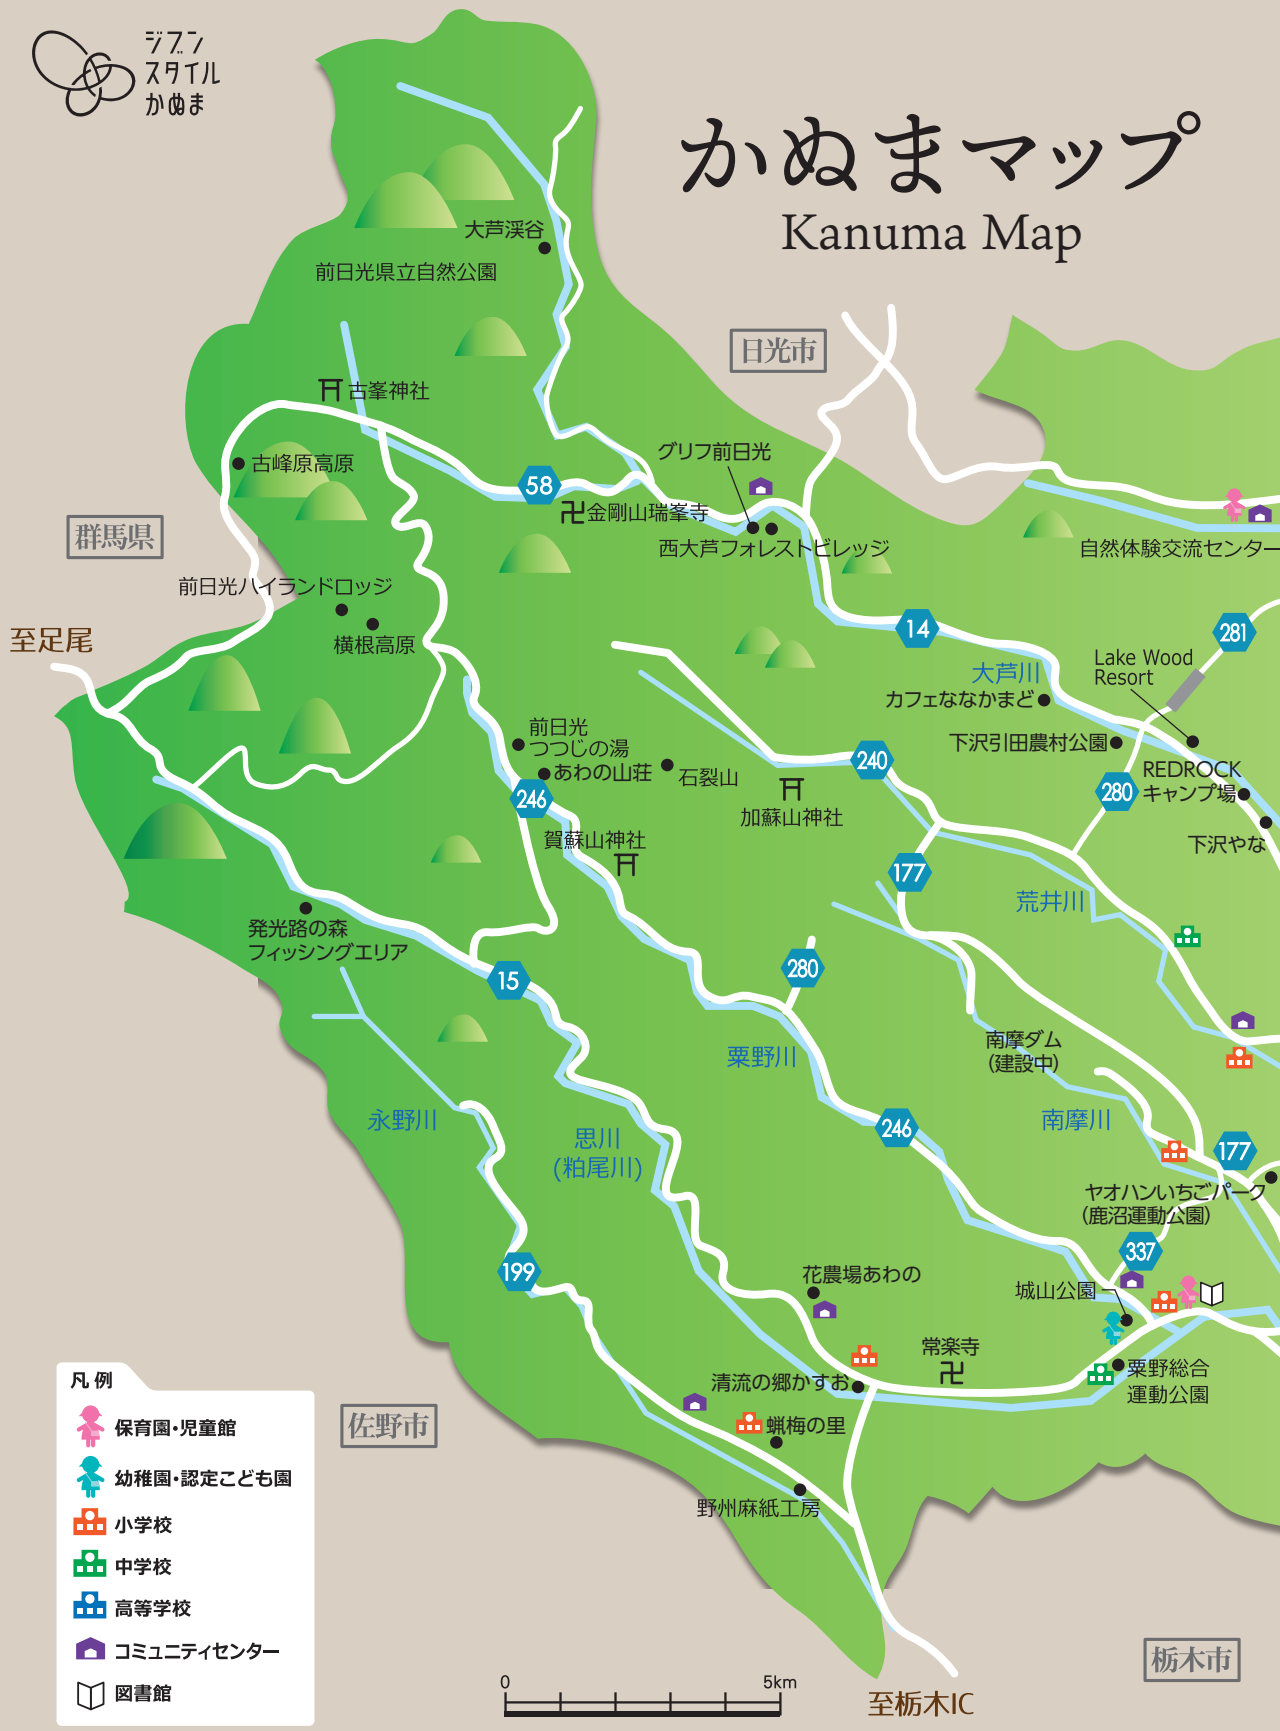 ジブン
スタイル
かぬま
かぬまマップ
Kanuma Map
大芦渓谷
前日光県立自然公園
日光市
古峯神社
グリフ前日光
古峰原高原
58
金剛山瑞峯寺
群馬県
西大芦フォレストビレッジ
自然体験交流センター
前日光ハイランドロッジ
14
281
至足尾
横根高原
大芦川
Lake Wood
Resort
カフェななかまど
前日光
つつじの湯
下沢引田農村公園
あわの山荘
石裂山
240
REDROCK
キャンプ場
246
280
加蘇山神社
賀蘇山神社
下沢やな
177
荒井川
発光路の森
フィッシングエリア
15
280
粟野川
南摩ダム
(建設中)
永野川
思川
(粕尾川)
246
南摩川
177
ヤオハンいちごパーク
(鹿沼運動公園)
199
337
花農場あわの
城山公園
常楽寺
清流の郷かすお
粟野総合
運動公園
凡例
佐野市
蝋梅の里
保育園・児童館
幼稚園・認定こども園
野州麻紙工房
小学校
中学校
高等学校
コミュニティセンター
図書館
栃木市
0
5km
至栃木IC